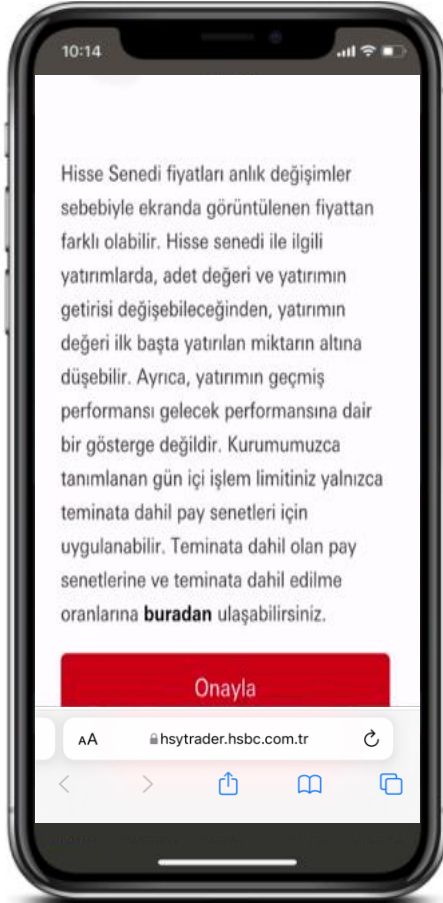 10:14
Hisse Senedi fiyatları anlık değişimler
sebebiyle ekranda görüntülenen fiyattan
farklı olabilir. Hisse senedi ile ilgili
yatırımlarda, adet değeri ve yatırımın
getirisi değişebileceğinden, yatırımın
değeri ilk başta yatırılan miktarın altına
düşebilir. Ayrıca, yatırımın geçmiş
performansı gelecek performansına dair
bir gösterge değildir. Kurumumuzca
tanımlanan gün içi işlem limitiniz yalnızca
teminata dahil pay senetleri için
uygulanabilir. Teminata dahil olan pay
senetlerine ve teminata dahil edilme
oranlarına buradan ulaşabilirsiniz.
Onayla
AA hsytrader.hsbc.com.tr